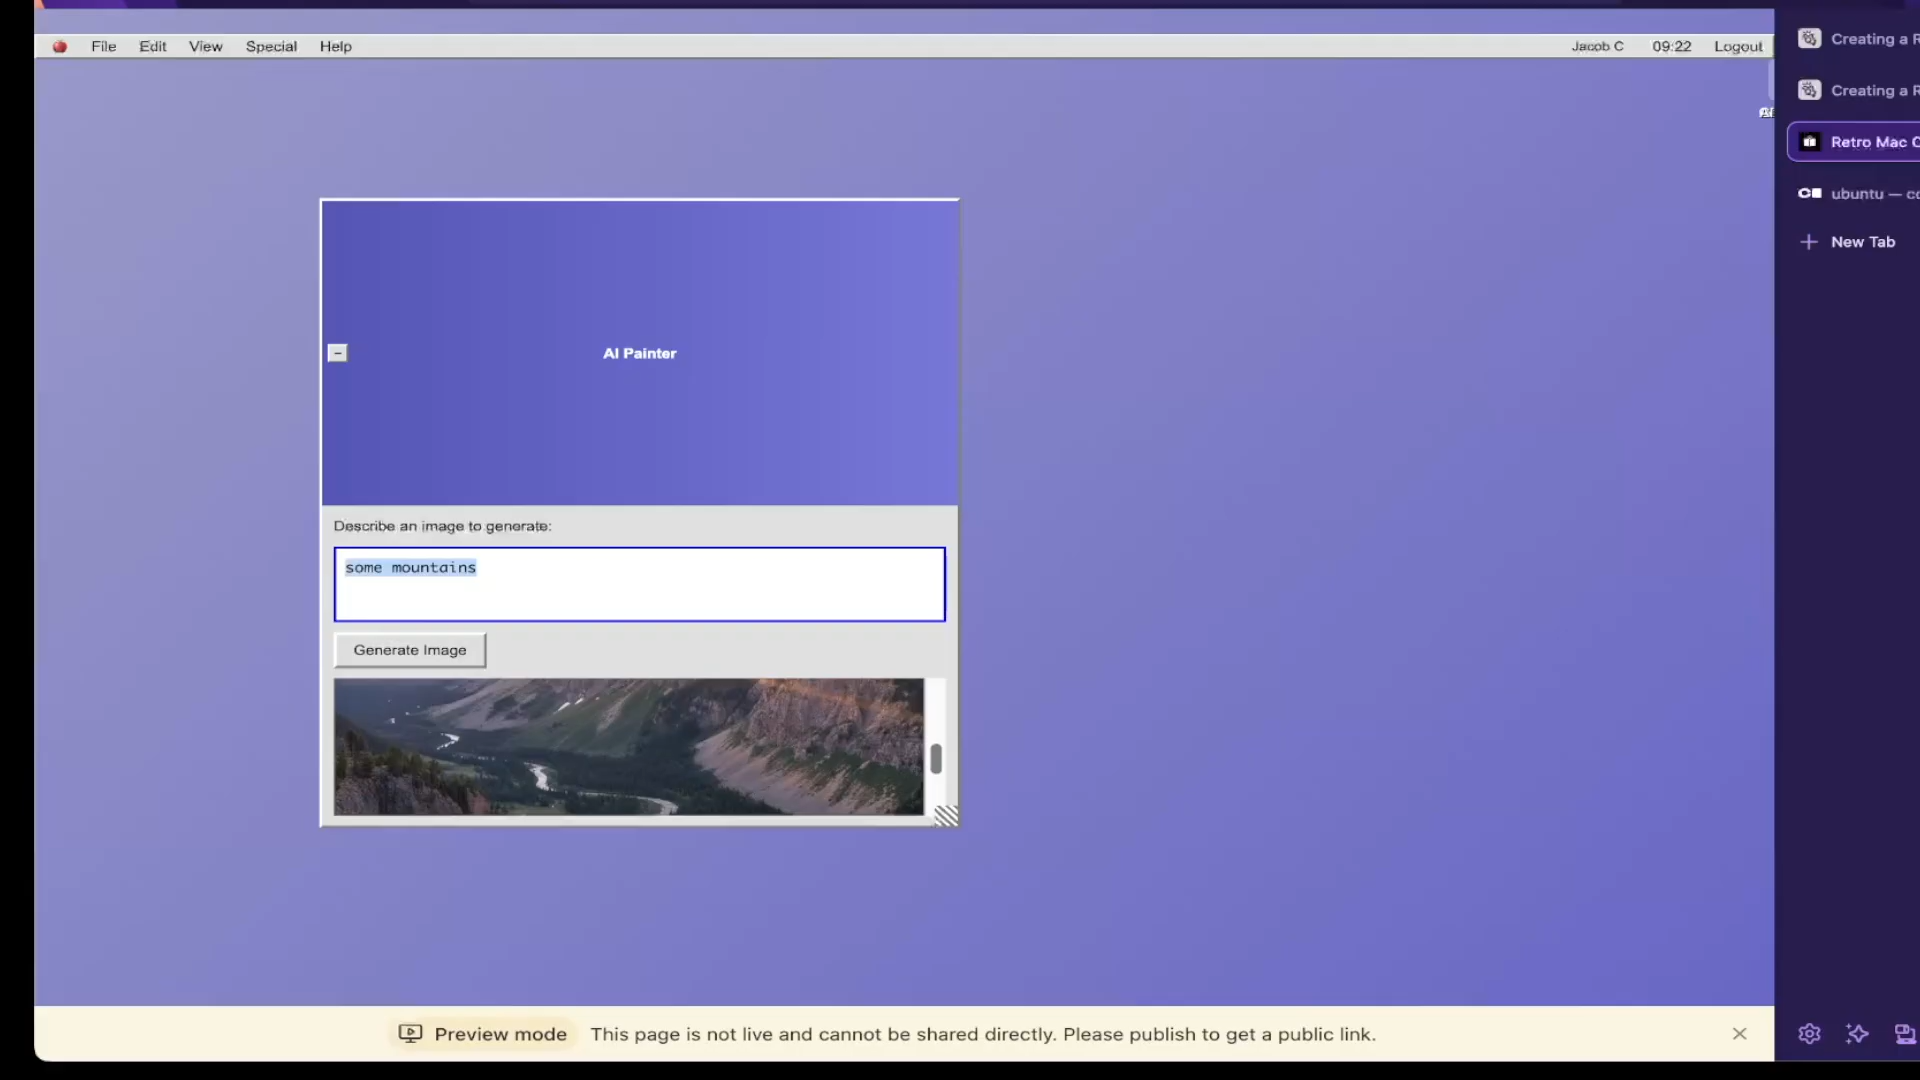 File Edit View Special Help Jacob C 09:22 Logout
AI Painter
Describe an image to generate:
some mountains
Generate Image
Preview mode This page is not live and cannot be shared directly. Please publish to get a public link.
Creating a
Creating a
Retro Mac
ubuntu —
New Tab